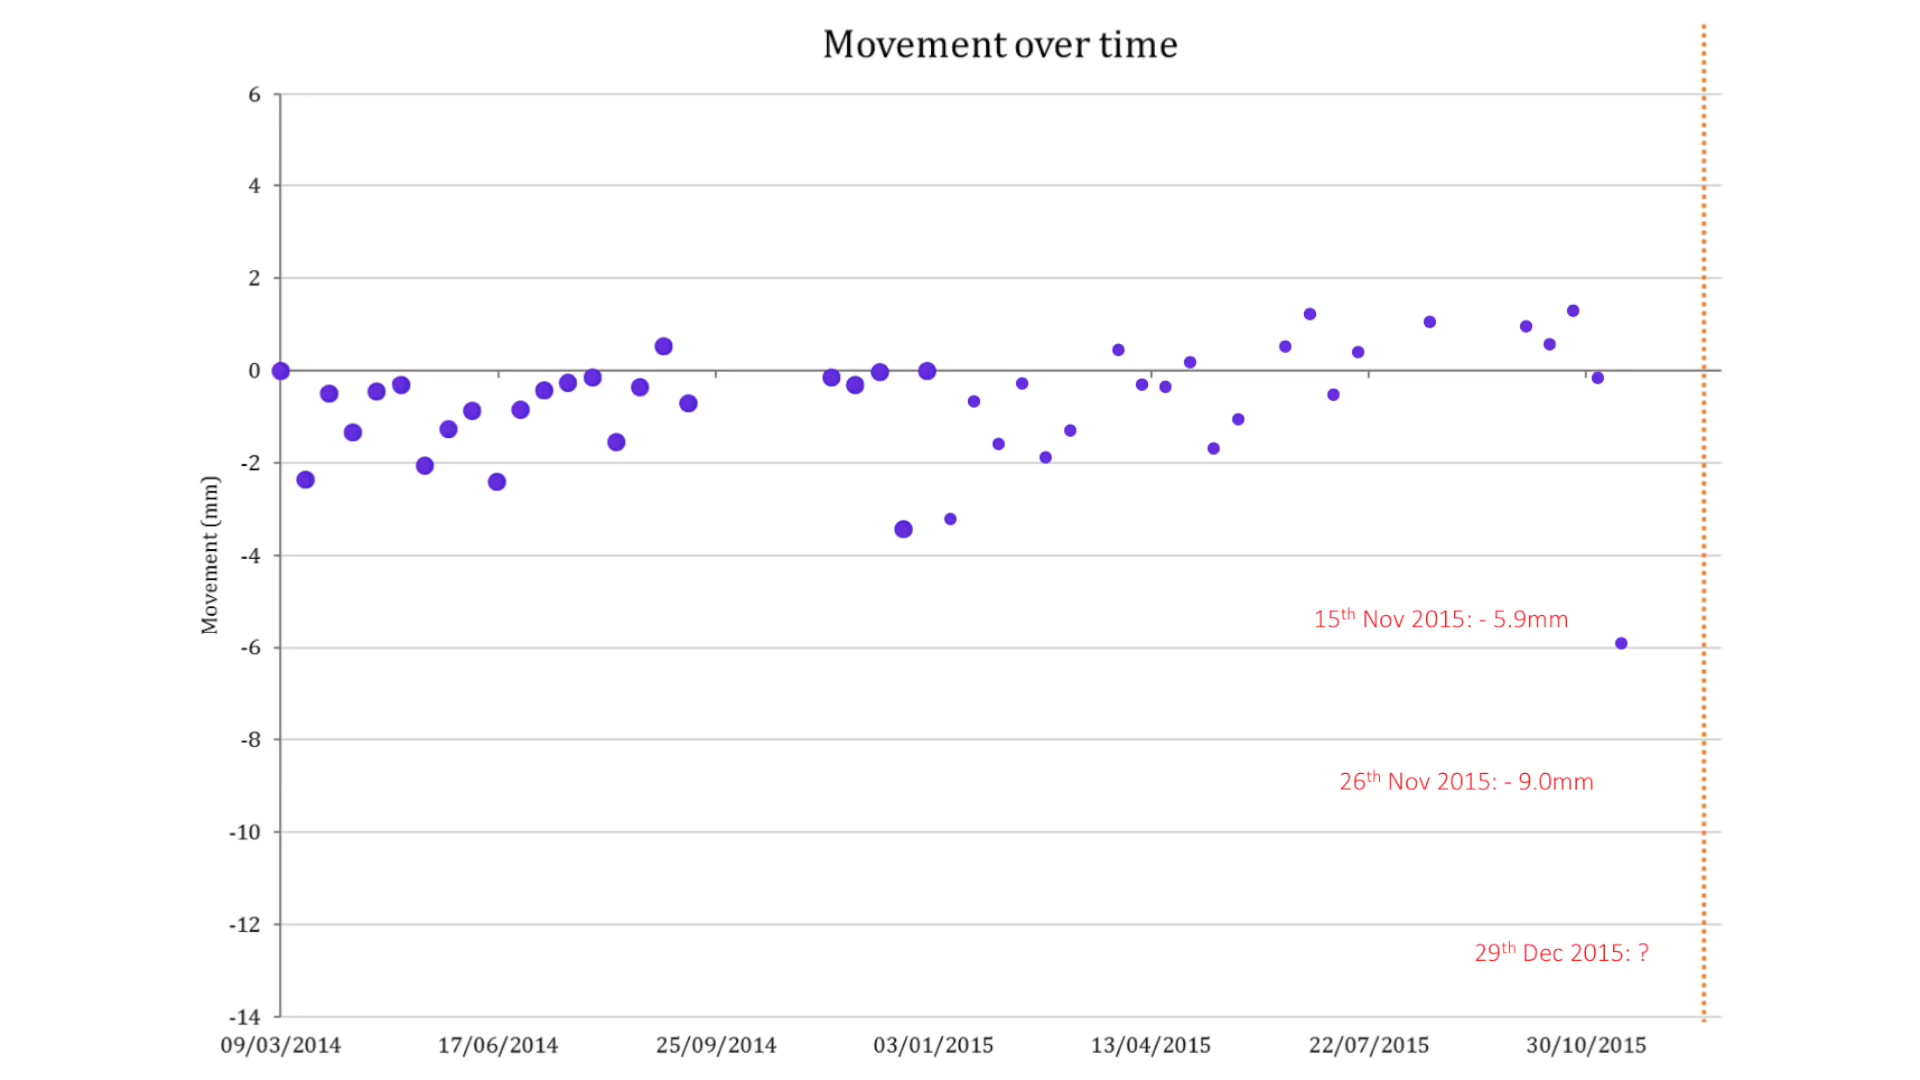 Movement over time
6
4
2
0
-2
-4
-6
-8
-10
-12
-14
Movement (mm)
15th Nov 2015: - 5.9mm
26th Nov 2015: - 9.0mm
29th Dec 2015: ?
09/03/2014 17/06/2014 25/09/2014 03/01/2015 13/04/2015 22/07/2015 30/10/2015